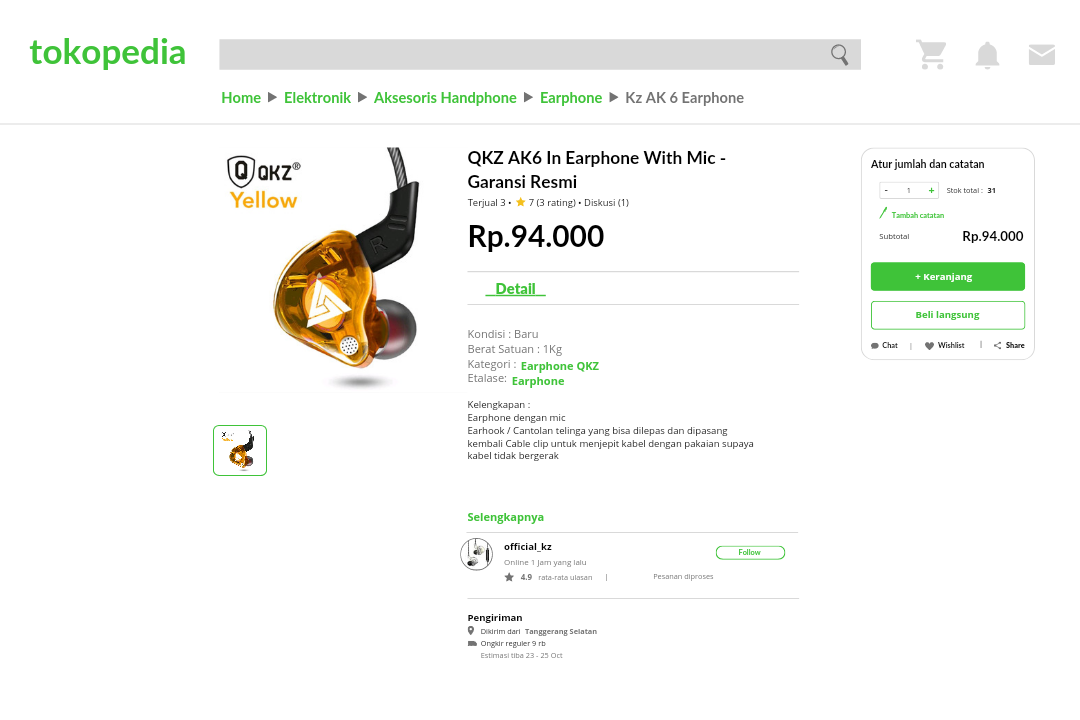 tokopedia
Home ▶ Elektronik ▶ Aksesoris Handphone ▶ Earphone ▶ Kz AK 6 Earphone
QKZ®
Yellow
R
QKZ AK6 In Earphone With Mic -
Garansi Resmi
Terjual 3 • ★ 7 (3 rating) • Diskusi (1)
Rp.94.000
Detail
Kondisi : Baru
Berat Satuan : 1Kg
Kategori : Earphone QKZ
Etalase: Earphone
Kelengkapan :
Earphone dengan mic
Earhook / Cantolan telinga yang bisa dilepas dan dipasang
kembali Cable clip untuk menjepit kabel dengan pakaian supaya
kabel tidak bergerak
Selengkapnya
official_kz
Online 1 Jam yang lalu
Follow
★ 4.9 rata-rata ulasan | Pesanan diproses
Pengiriman
Dikirim dari Tanggerang Selatan
Ongkir reguler 9 rb
Estimasi tiba 23 - 25 Oct
Atur jumlah dan catatan
- 1 + Stok total : 31
Tambah catatan
Subtotal Rp.94.000
+ Keranjang
Beli langsung
Chat | Wishlist | Share